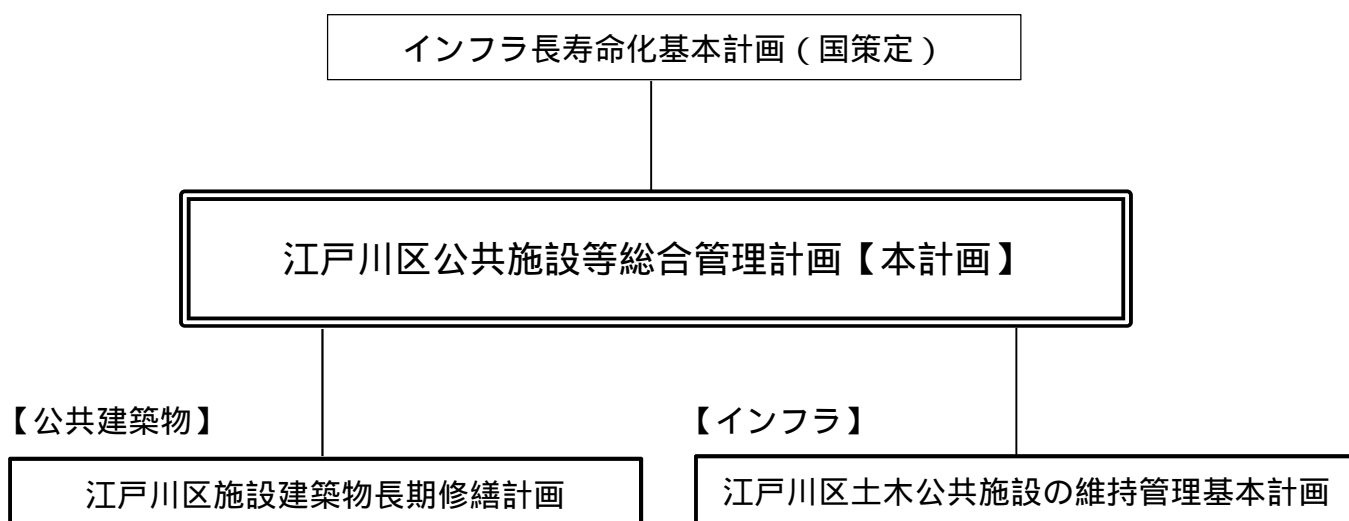 インフラ長寿命化基本計画（国策定）
江戸川区公共施設等総合管理計画【本計画】
【公共建築物】
【インフラ】
江戸川区施設建築物長期修繕計画
江戸川区土木公共施設の維持管理基本計画